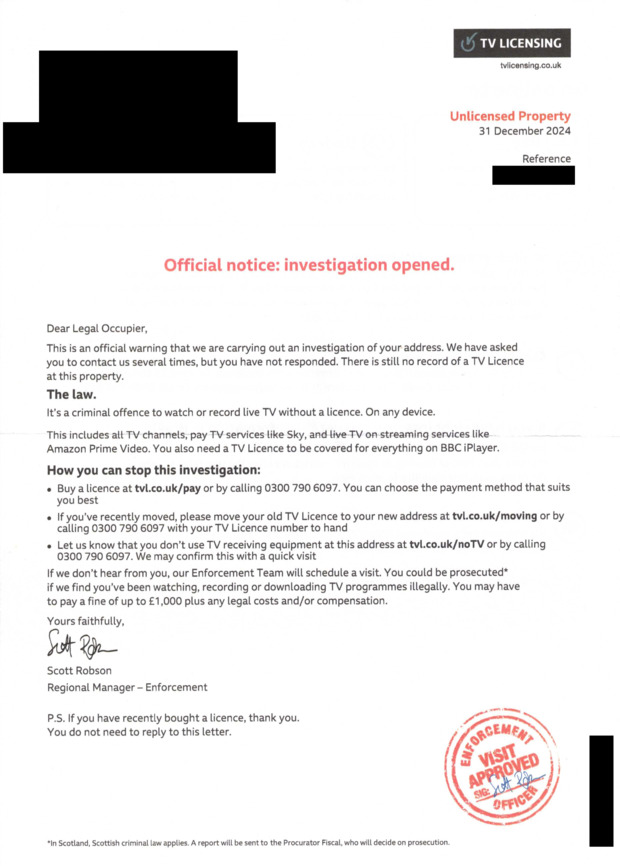 TV LICENSING
tvlicensing.co.uk
Unlicensed Property
31 December 2024
Reference
Official notice: investigation opened.
Dear Legal Occupier,
This is an official warning that we are carrying out an investigation of your address. We have asked
you to contact us several times, but you have not responded. There is still no record of a TV Licence
at this property.
The law.
It's a criminal offence to watch or record live TV without a licence. On any device.
This includes all TV channels, pay TV services like Sky, and live TV on streaming services like
Amazon Prime Video. You also need a TV Licence to be covered for everything on BBC iPlayer.
How you can stop this investigation:
• Buy a licence at tvl.co.uk/pay or by calling 0300 790 6097. You can choose the payment method that suits
you best
• If you've recently moved, please move your old TV Licence to your new address at tvl.co.uk/moving or by
calling 0300 790 6097 with your TV Licence number to hand
• Let us know that you don't use TV receiving equipment at this address at tvl.co.uk/noTV or by calling
0300 790 6097. We may confirm this with a quick visit
If we don't hear from you, our Enforcement Team will schedule a visit. You could be prosecuted*
if we find you've been watching, recording or downloading TV programmes illegally. You may have
to pay a fine of up to £1,000 plus any legal costs and/or compensation.
Yours faithfully,
Scott Rob
Scott Robson
Regional Manager – Enforcement
P.S. If you have recently bought a licence, thank you.
You do not need to reply to this letter.
ENFORCEMENT
VISIT
APPROVED
SIG:
OFFICER
*In Scotland, Scottish criminal law applies. A report will be sent to the Procurator Fiscal, who will decide on prosecution.